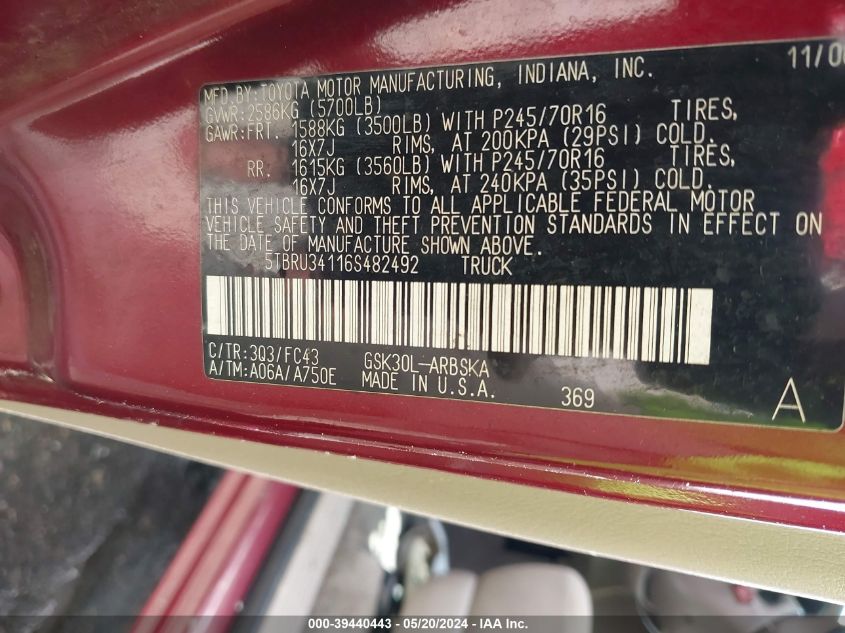 MFD.BY:TOYOTA MOTOR MANUFACTURING, INDIANA, INC. 11/0
GVWR:2586KG (5700LB)
GAWR:FRT. 1588KG (3500LB) WITH P245/70R16 TIRES,
16X7J RIMS, AT 200KPA (29PSI) COLD.
RR. 1615KG (3560LB) WITH P245/70R16 TIRES,
16X7J RIMS, AT 240KPA (35PSI) COLD.
THIS VEHICLE CONFORMS TO ALL APPLICABLE FEDERAL MOTOR
VEHICLE SAFETY AND THEFT PREVENTION STANDARDS IN EFFECT ON
THE DATE OF MANUFACTURE SHOWN ABOVE.
5TBRU34116S482492 TRUCK
C/TR:3Q3/FC43 GSK30L-ARBSKA
A/TM:A06A/A750E MADE IN U.S.A. 369 A
000-39440443 - 05/20/2024 - IAA Inc.